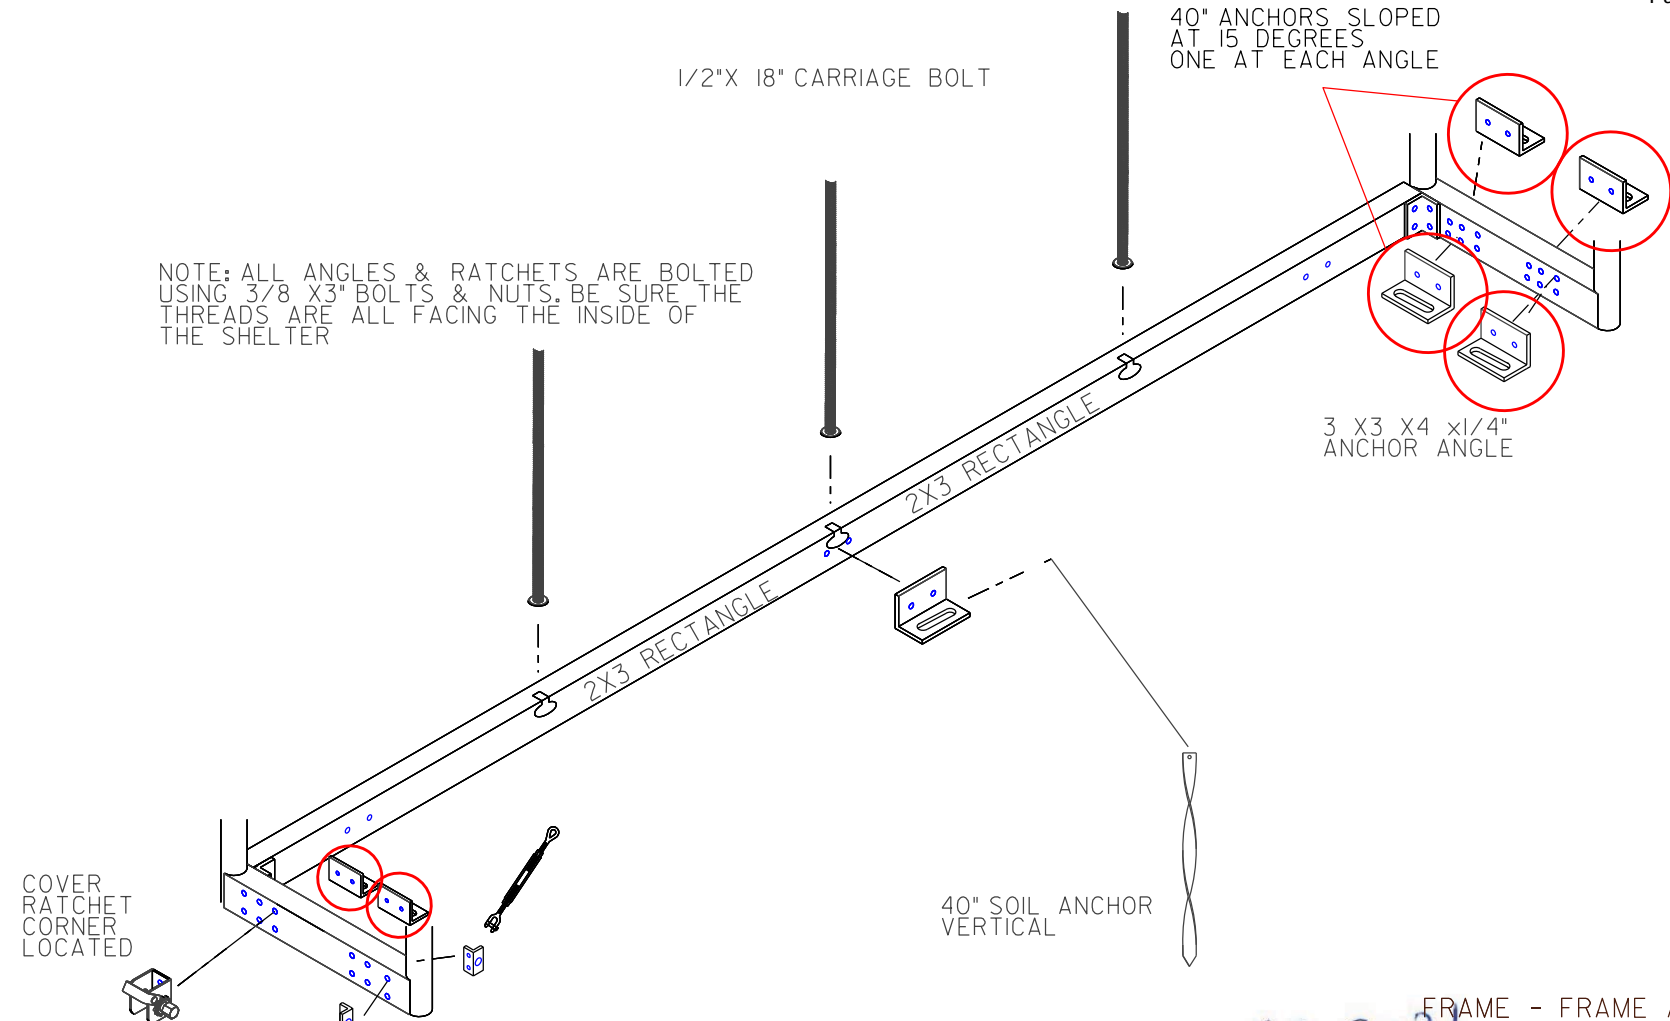 40" ANCHORS SLOPED
AT 15 DEGREES
ONE AT EACH ANGLE
1/2"X 18" CARRIAGE BOLT
NOTE: ALL ANGLES & RATCHETS ARE BOLTED
USING 3/8 X3" BOLTS & NUTS. BE SURE THE
THREADS ARE ALL FACING THE INSIDE OF
THE SHELTER
3 X3 X4 x1/4"
ANCHOR ANGLE
2X3 RECTANGLE
2X3 RECTANGLE
COVER
RATCHET
CORNER
LOCATED
40" SOIL ANCHOR
VERTICAL
FRAME - FRAME